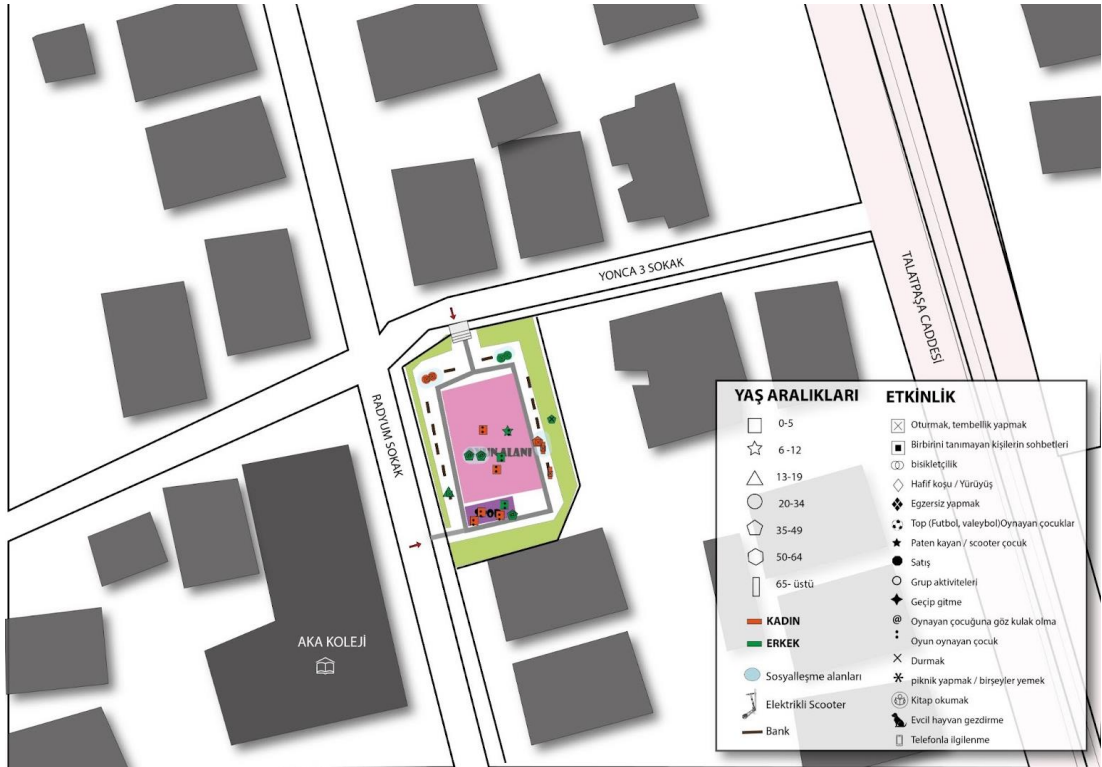 YONCA 3 SOKAK
TALATPAŞA CADDESİ
RADYUM SOKAK
ALANI
AKA KOLEJİ
YAŞ ARALIKLARI
0-5
6 -12
13-19
20-34
35-49
50-64
65- üstü
KADIN
ERKEK
Sosyalleşme alanları
Elektrikli Scooter
Bank
ETKİNLİK
Oturmak, tembellik yapmak
Birbirini tanımayan kişilerin sohbetleri
bisikletçilik
Hafif koşu / Yürüyüş
Egzersiz yapmak
Top (Futbol, valeybol)Oynayan çocuklar
Paten kayan / scooter çocuk
Satış
Grup aktiviteleri
Geçip gitme
@ Oynayan çocuğuna göz kulak olma
Oyun oynayan çocuk
Durmak
piknik yapmak / birşeyler yemek
Kitap okumak
Evcil hayvan gezdirme
Telefonla ilgilenme